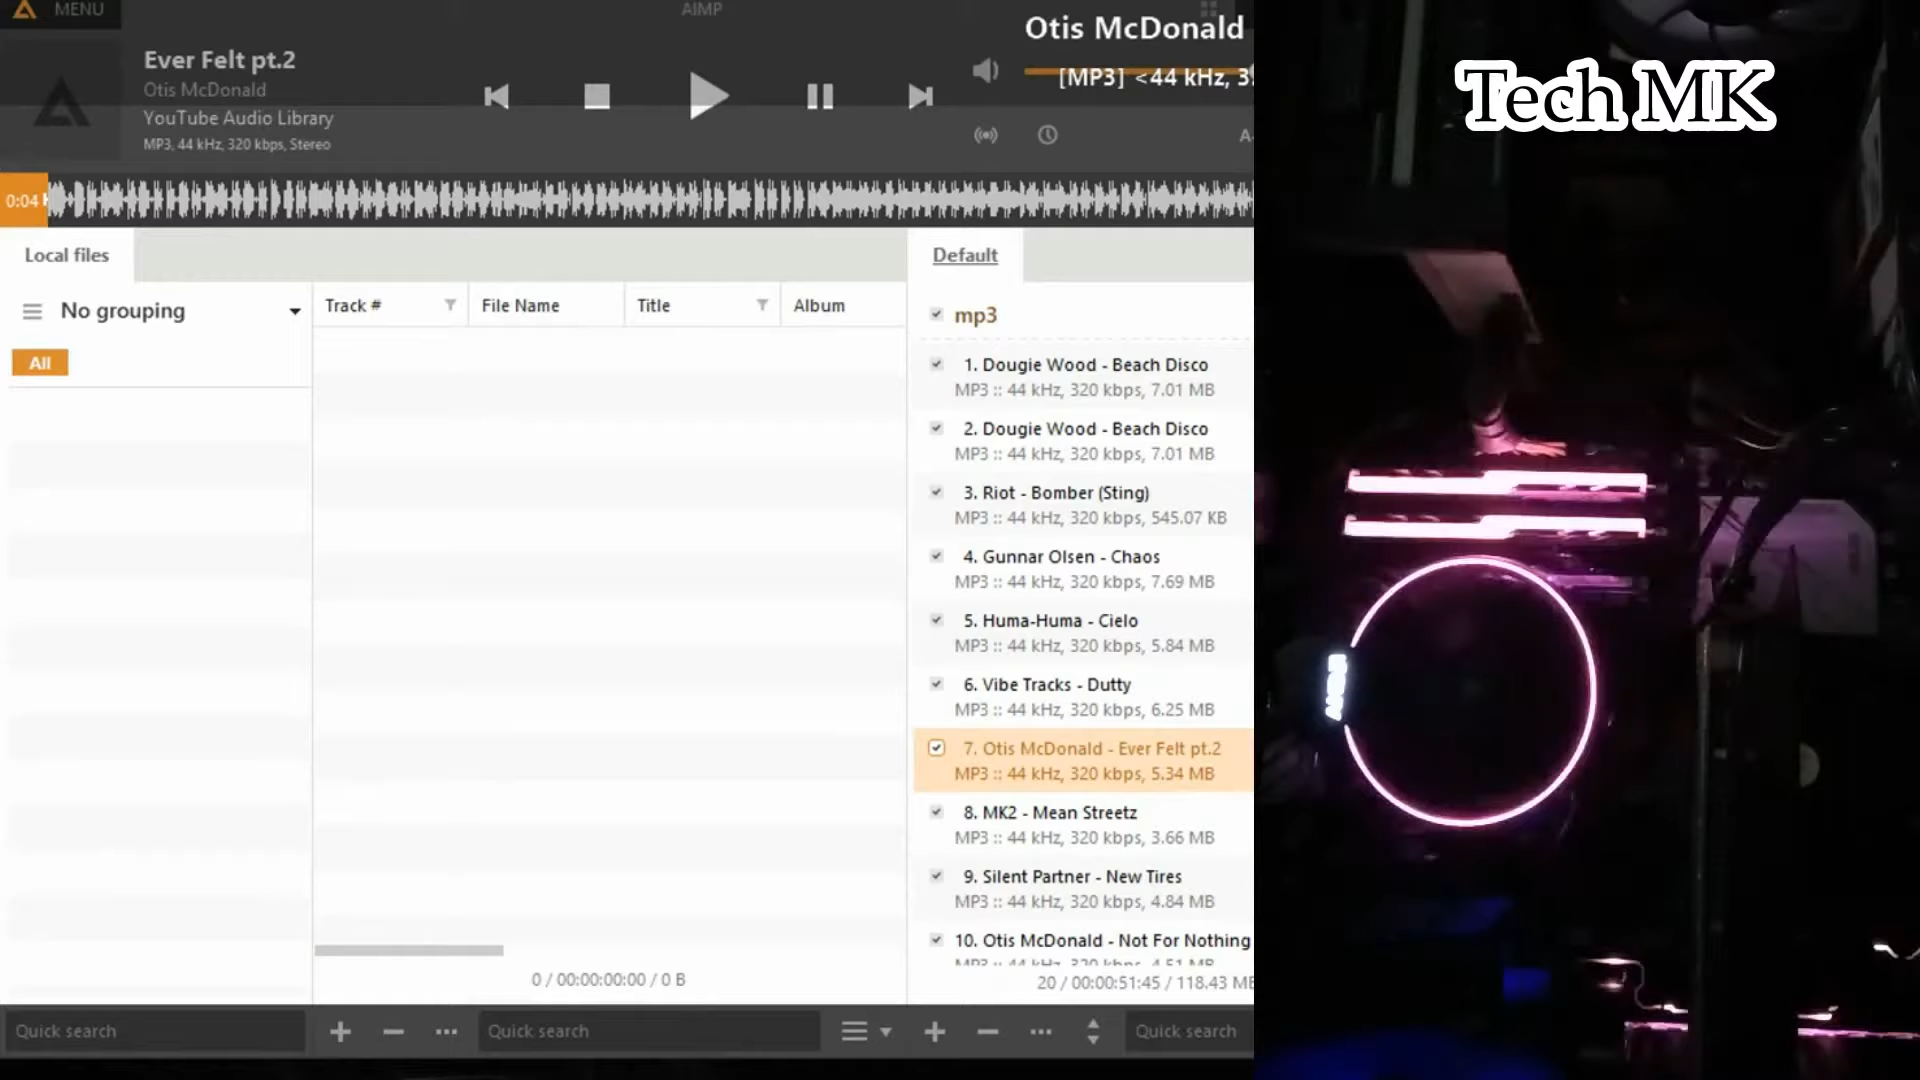 MENU
AIMP
Ever Felt pt.2
Otis McDonald
YouTube Audio Library
MP3, 44 kHz, 320 kbps, Stereo
Otis McDonald
[MP3] <44 kHz,
A-
Tech MK
0:04
Local files
Default
No grouping
Track #
File Name
Title
Album
All
mp3
1. Dougie Wood - Beach Disco
MP3 :: 44 kHz, 320 kbps, 7.01 MB
2. Dougie Wood - Beach Disco
MP3 :: 44 kHz, 320 kbps, 7.01 MB
3. Riot - Bomber (Sting)
MP3 :: 44 kHz, 320 kbps, 545.07 KB
4. Gunnar Olsen - Chaos
MP3 :: 44 kHz, 320 kbps, 7.69 MB
5. Huma-Huma - Cielo
MP3 :: 44 kHz, 320 kbps, 5.84 MB
6. Vibe Tracks - Dutty
MP3 :: 44 kHz, 320 kbps, 6.25 MB
7. Otis McDonald - Ever Felt pt.2
MP3 :: 44 kHz, 320 kbps, 5.34 MB
8. MK2 - Mean Streetz
MP3 :: 44 kHz, 320 kbps, 3.66 MB
9. Silent Partner - New Tires
MP3 :: 44 kHz, 320 kbps, 4.84 MB
10. Otis McDonald - Not For Nothing
MP3 :: 44 kHz, 320 kbps, 4.51 MB
0 / 00:00:00:00 / 0 B
20 / 00:00:51:45 / 118.43 MB
Quick search
Quick search
Quick search